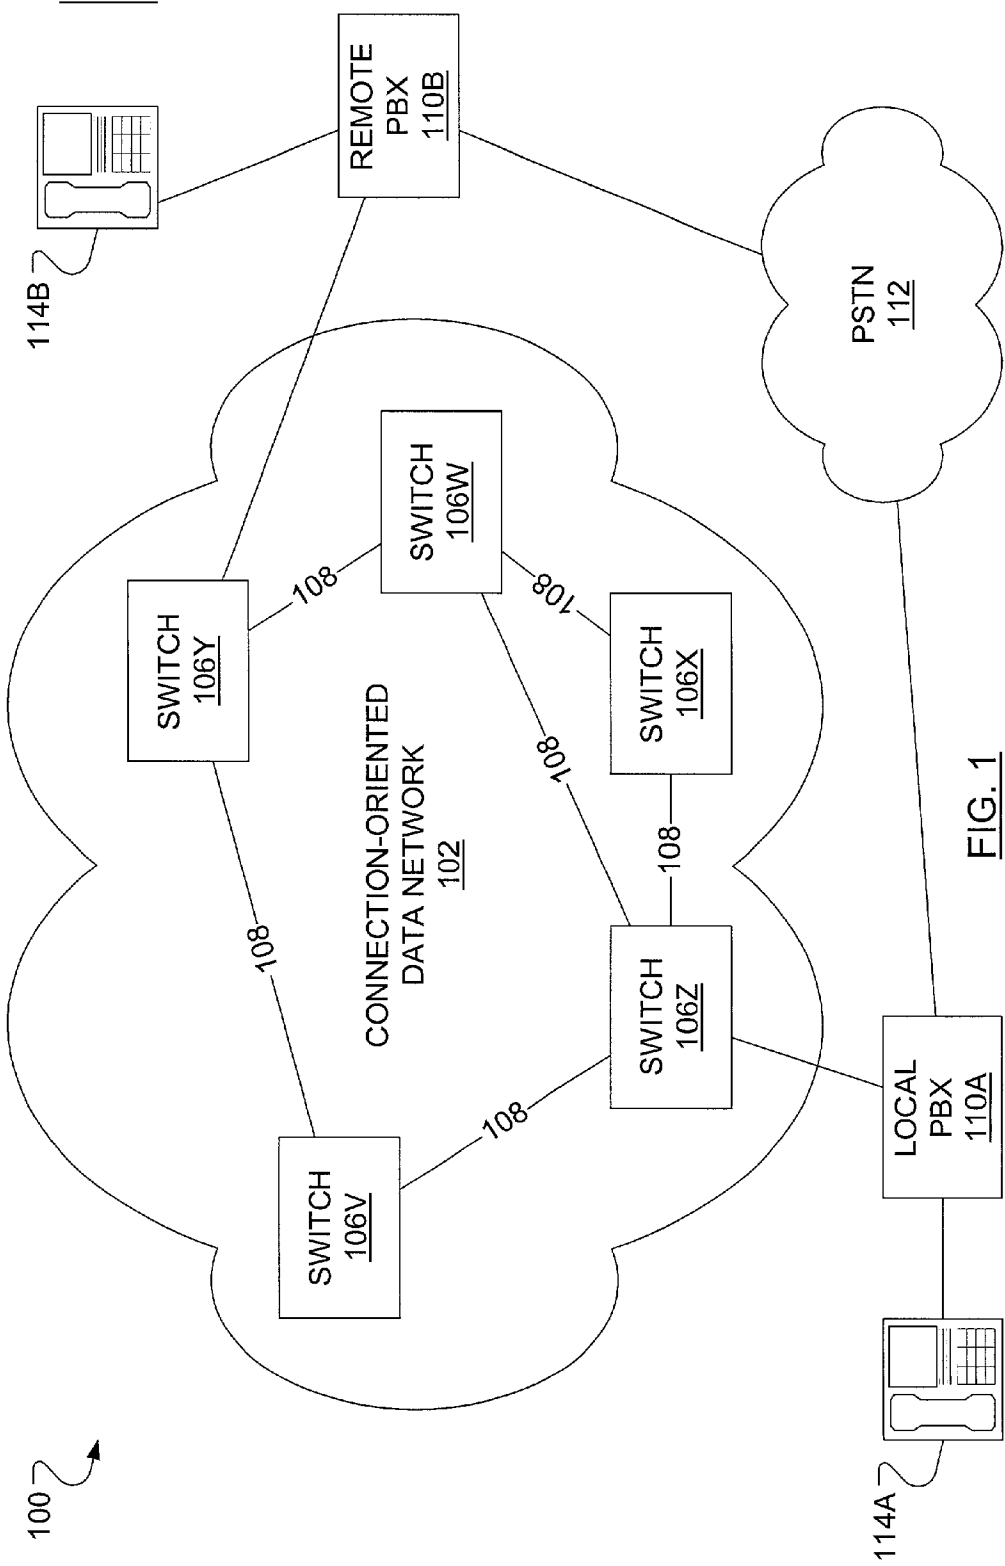 100
114B
REMOTE
PBX
110B
SWITCH
106Y
108
108
SWITCH
106W
CONNECTION-ORIENTED
DATA NETWORK
102
SWITCH
106V
108
108
108
SWITCH
106X
108
SWITCH
106Z
PSTN
112
LOCAL
PBX
110A
114A
FIG. 1